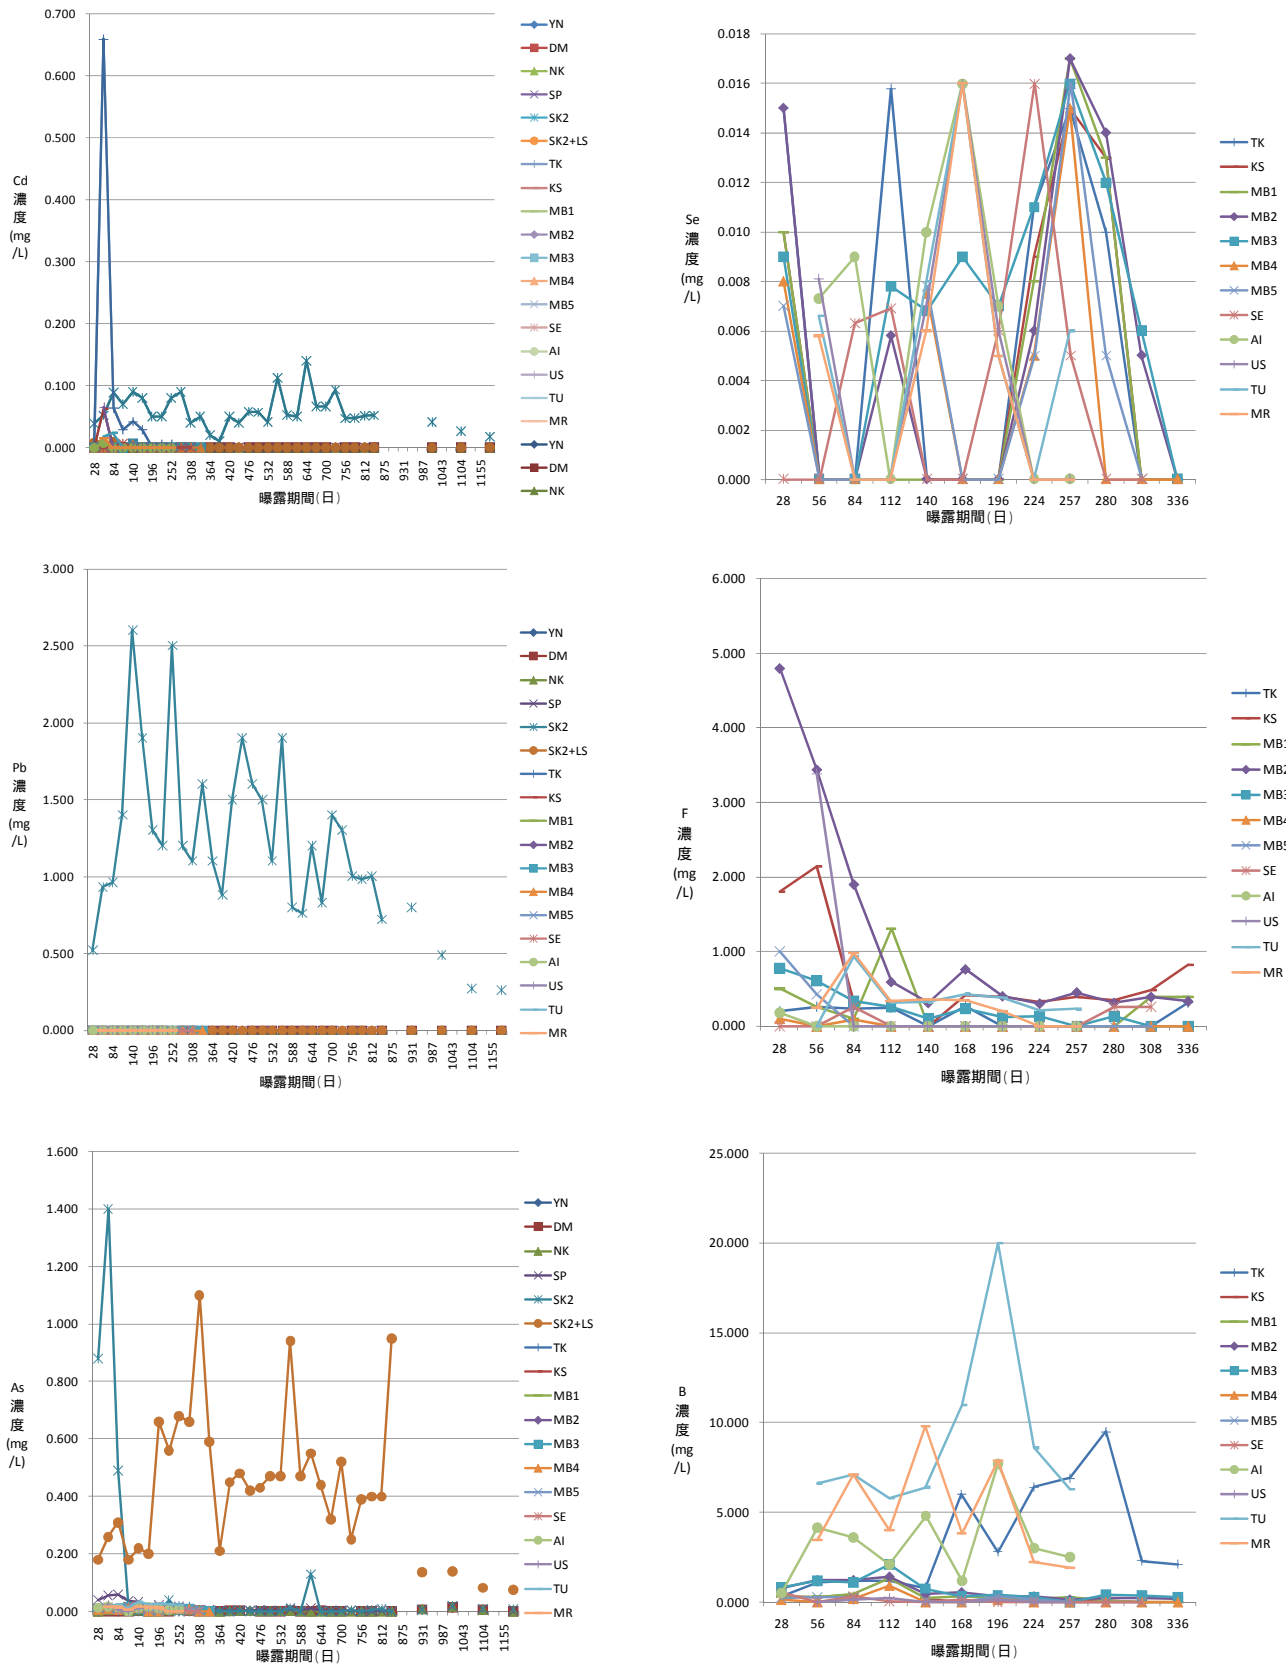 0.700
0.600
0.500
0.400
0.300
0.200
0.100
0.000
Cd
濃
度
(mg
/L)
28
84
140
196
252
308
364
420
476
532
588
644
700
756
812
875
931
987
1043
1104
1155
曝露期間(日)
YN
DM
NK
SP
SK2
SK2+LS
TK
KS
MB1
MB2
MB3
MB4
MB5
SE
AI
US
TU
MR
YN
DM
NK
0.018
0.016
0.014
0.012
0.010
0.008
0.006
0.004
0.002
0.000
Se
濃
度
(mg
/L)
28 56 84 112 140 168 196 224 257 280 308 336
曝露期間(日)
TK
KS
MB1
MB2
MB3
MB4
MB5
SE
AI
US
TU
MR
3.000
2.500
2.000
1.500
1.000
0.500
0.000
Pb
濃
度
(mg
/L)
28
84
140
196
252
308
364
420
476
532
588
644
700
756
812
875
931
987
1043
1104
1155
曝露期間(日)
YN
DM
NK
SP
SK2
SK2+LS
TK
KS
MB1
MB2
MB3
MB4
MB5
SE
AI
US
TU
MR
6.000
5.000
4.000
3.000
2.000
1.000
0.000
F
濃
度
(mg
/L)
28 56 84 112 140 168 196 224 257 280 308 336
曝露期間(日)
TK
KS
MB1
MB2
MB3
MB4
MB5
SE
AI
US
TU
MR
1.600
1.400
1.200
1.000
0.800
0.600
0.400
0.200
0.000
As
濃
度
(mg
/L)
28
84
140
196
252
308
364
420
476
532
588
644
700
756
812
875
931
987
1043
1104
1155
曝露期間(日)
YN
DM
NK
SP
SK2
SK2+LS
TK
KS
MB1
MB2
MB3
MB4
MB5
SE
AI
US
TU
MR
25.000
20.000
15.000
10.000
5.000
0.000
B
濃
度
(mg
/L)
28 56 84 112 140 168 196 224 257 280 308 336
曝露期間(日)
TK
KS
MB1
MB2
MB3
MB4
MB5
SE
AI
US
TU
MR